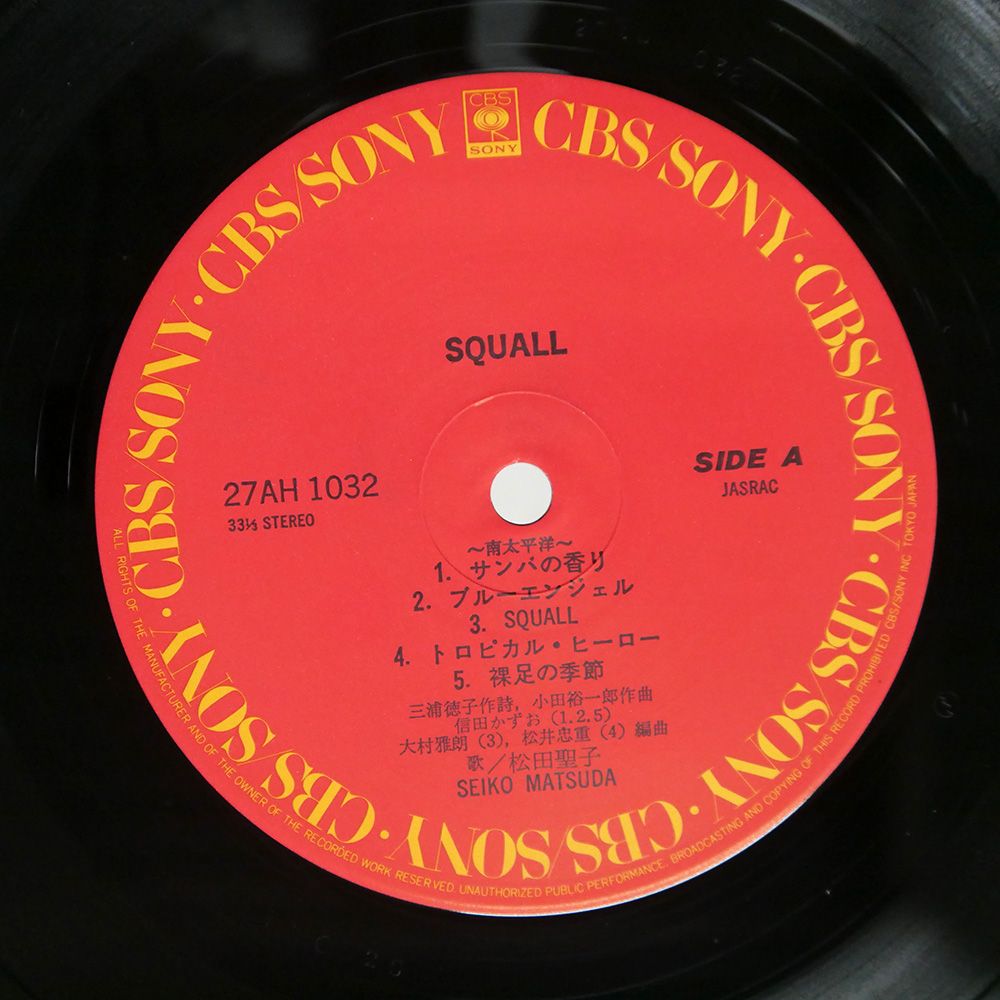 CBS
SONY
CBS/SONY · CBS/SONY · CBS/SONY · CBS/SONY · CBS/SONY · CBS/SONY · CBS/SONY · CBS/SONY
SQUALL
27AH 1032
33⅓ STEREO
SIDE A
JASRAC
〜南太平洋〜
1. サンバの香り
2. ブルーエンジェル
3. SQUALL
4. トロピカル・ヒーロー
5. 裸足の季節
三浦徳子作詩, 小田裕一郎作曲
信田かずお (1.2.5)
大村雅朗 (3), 松井忠重 (4) 編曲
歌／松田聖子
SEIKO MATSUDA
ALL RIGHTS OF THE MANUFACTURER AND OF THE OWNER OF THE RECORDED WORK RESERVED. UNAUTHORIZED PUBLIC PERFORMANCE, BROADCASTING AND COPYING OF THIS RECORD PROHIBITED CBS/SONY INC TOKYO JAPAN